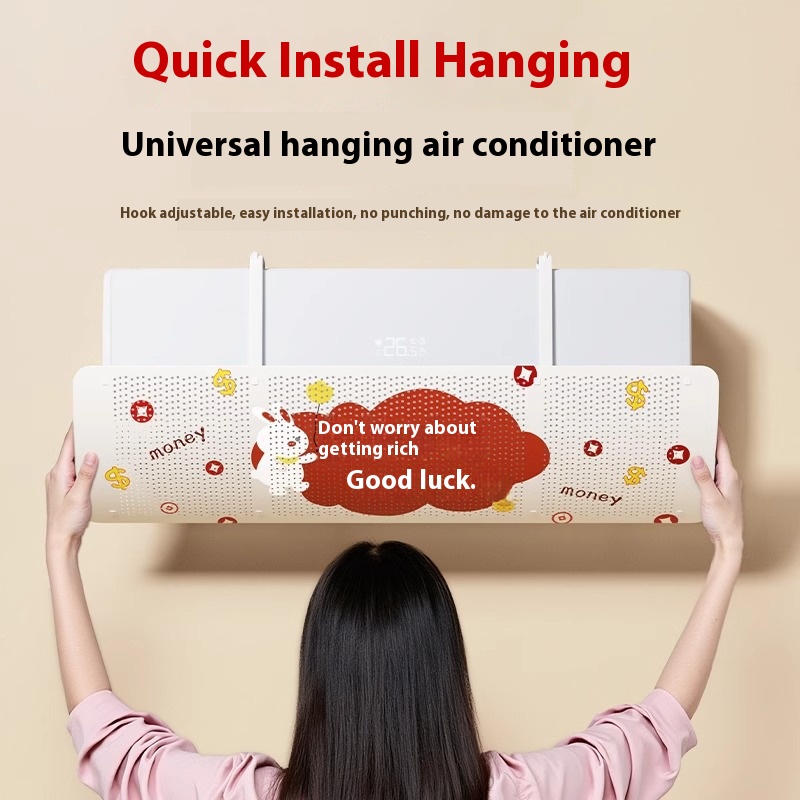 Quick Install Hanging
Universal hanging air conditioner
Hook adjustable, easy installation, no punching, no damage to the air conditioner
26
Don't worry about
getting rich
Good luck.
money
money